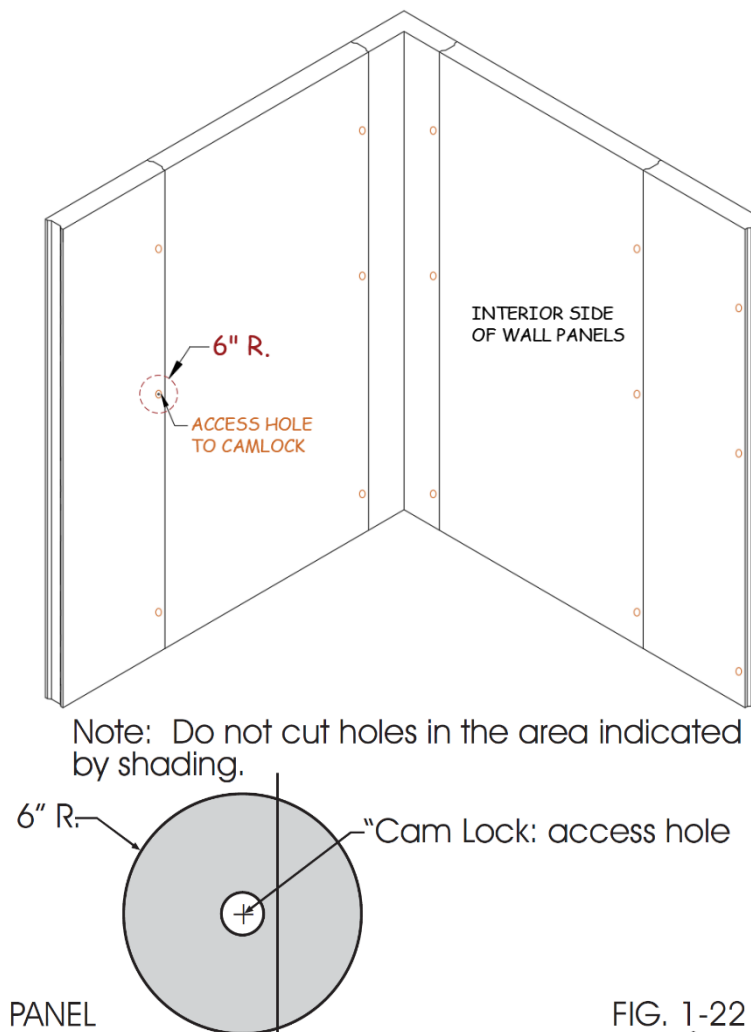 6" R.
INTERIOR SIDE
OF WALL PANELS
ACCESS HOLE
TO CAMLOCK
Note: Do not cut holes in the area indicated
by shading.
6" R.
"Cam Lock: access hole
PANEL
FIG. 1-22